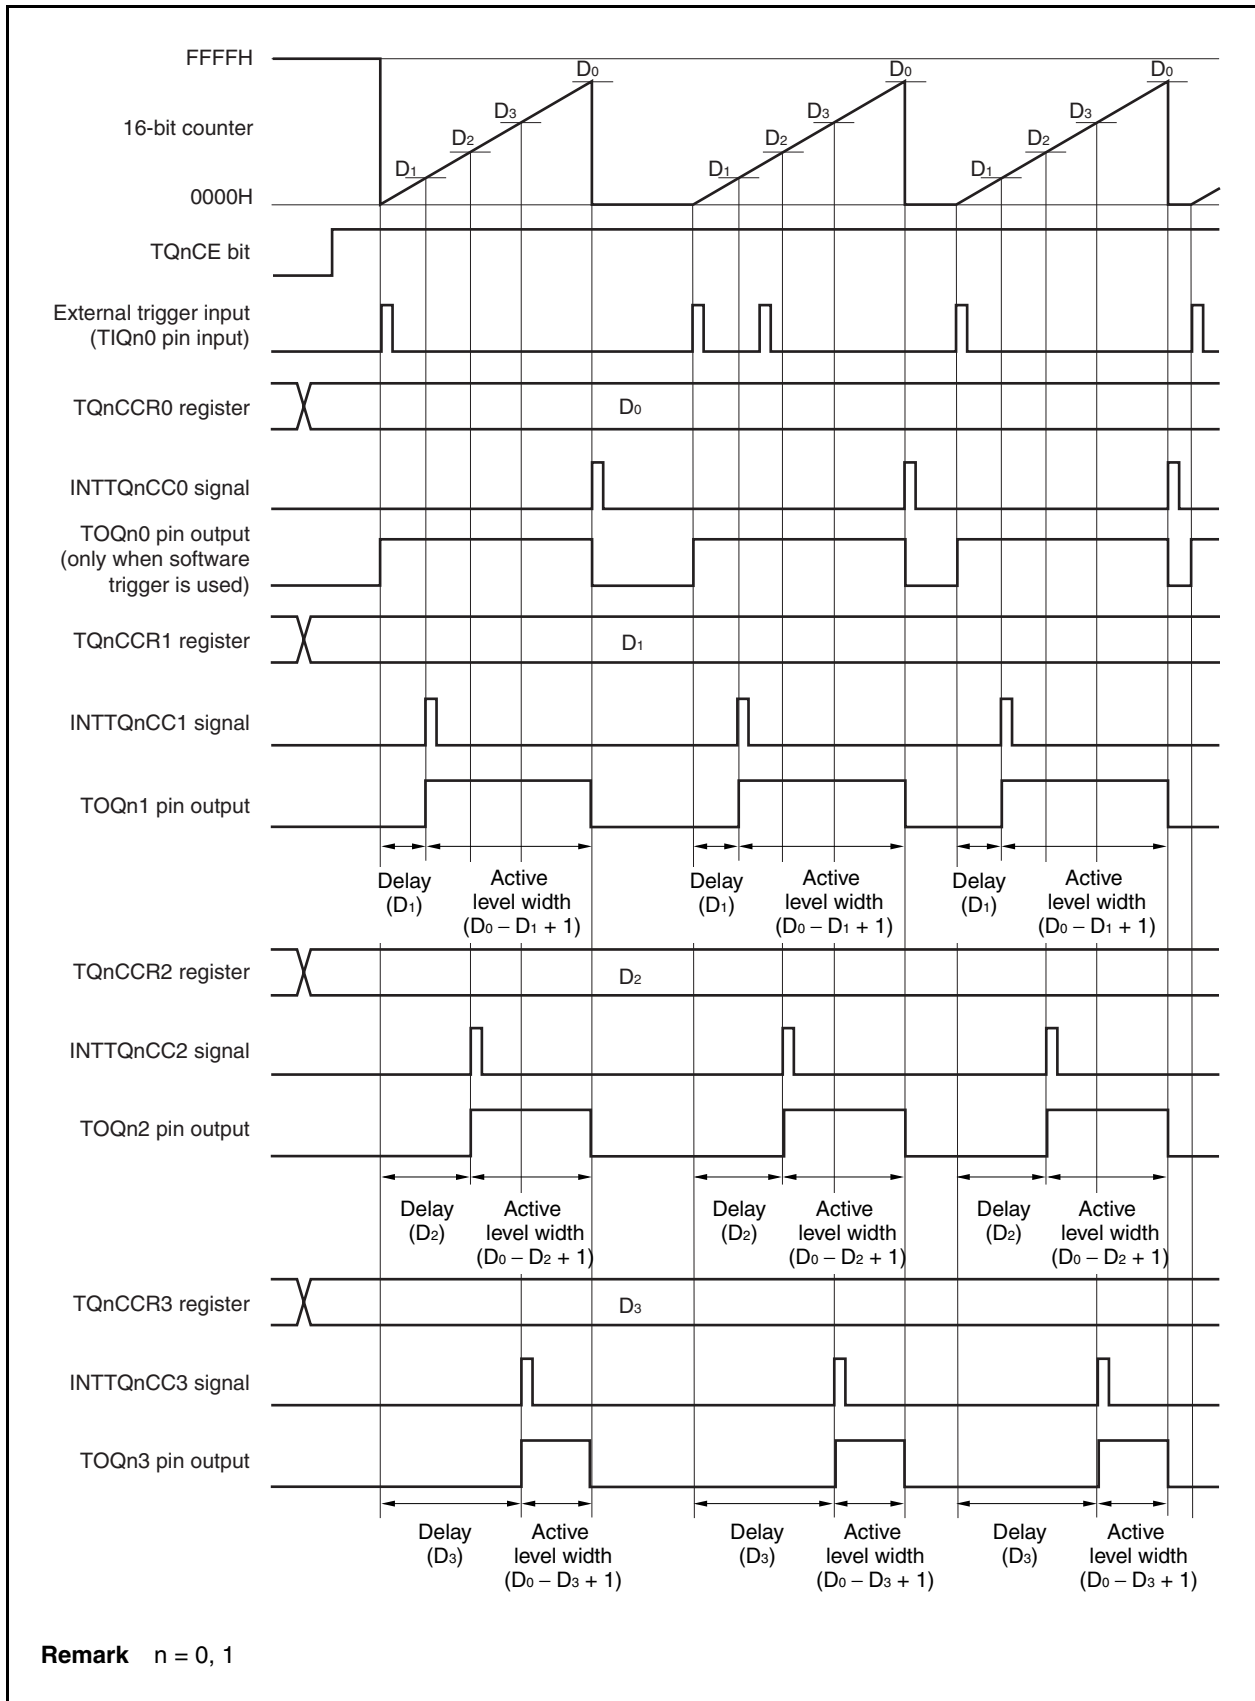 FFFFH
D0 D0 D0
D3 D3 D3
16-bit counter
D2 D2 D2
D1 D1 D1
0000H
TQnCE bit
External trigger input
(TIQn0 pin input)
TQnCCR0 register D0
INTTQnCC0 signal
TOQn0 pin output
(only when software
trigger is used)
TQnCCR1 register D1
INTTQnCC1 signal
TOQn1 pin output
Delay Active Delay Active Delay Active
(D1) level width (D1) level width (D1) level width
(D0 – D1 + 1) (D0 – D1 + 1) (D0 – D1 + 1)
TQnCCR2 register D2
INTTQnCC2 signal
TOQn2 pin output
Delay Active Delay Active Delay Active
(D2) level width (D2) level width (D2) level width
(D0 – D2 + 1) (D0 – D2 + 1) (D0 – D2 + 1)
TQnCCR3 register D3
INTTQnCC3 signal
TOQn3 pin output
Delay Active Delay Active Delay Active
(D3) level width (D3) level width (D3) level width
(D0 – D3 + 1) (D0 – D3 + 1) (D0 – D3 + 1)
Remark n = 0, 1